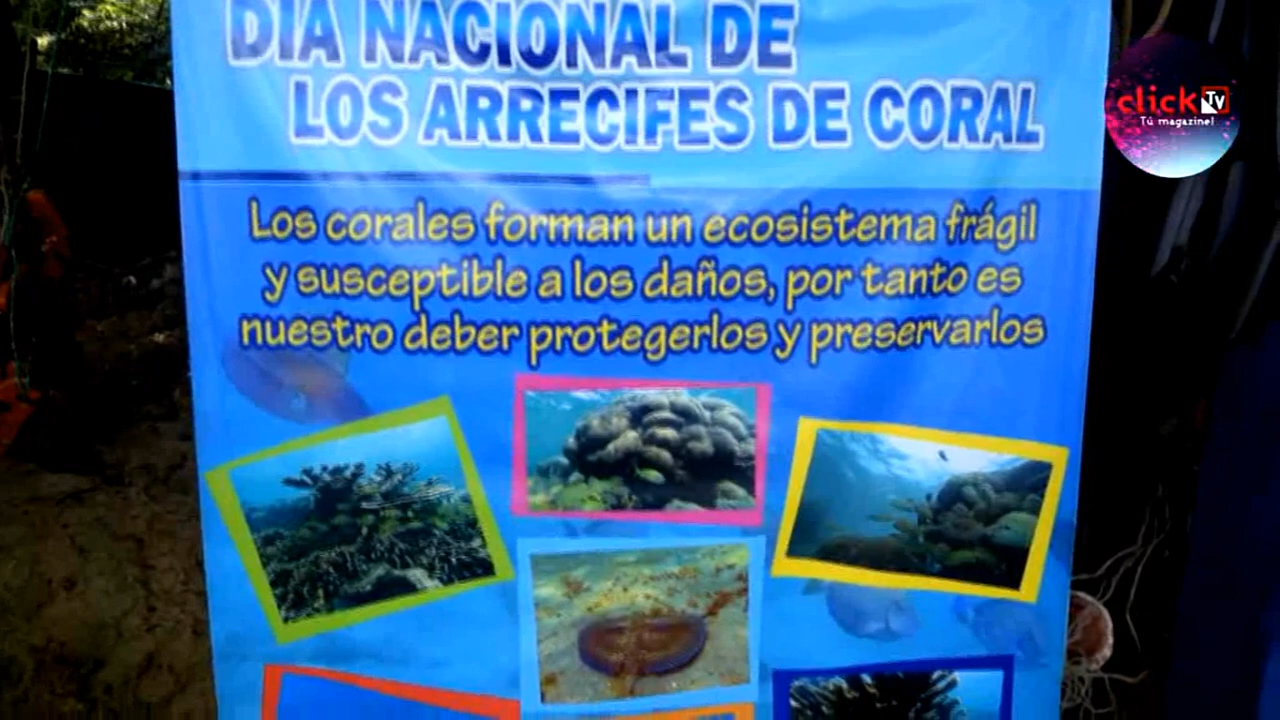 DIA NACIONAL DE
LOS ARRECIFES DE CORAL
Los corales forman un ecosistema frágil
y susceptible a los daños, por tanto es
nuestro deber protegerlos y preservarlos
click Tv
Tú magazine!